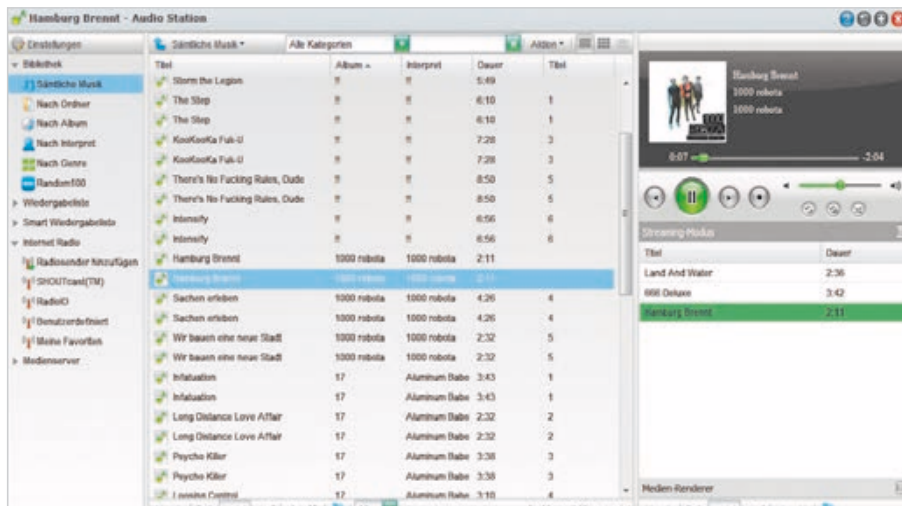 Hamburg Brennt - Audio Station
Einstellungen
Sämtliche Musik
Alle Kategorien
Aktion
Bibliothek
Sämtliche Musik
Nach Ordner
Nach Album
Nach Interpret
Nach Genre
Random100
Wiedergabeliste
Smart Wiedergabeliste
Internet Radio
Radiosender hinzufügen
SHOUTcast(TM)
RadioIO
Benutzerdefiniert
Meine Favoriten
Medienserver
Titel Album Interpret Dauer Titel
Storm the Legion !!! !!! 5:49
The Step !!! !!! 6:10 1
The Step !!! !!! 6:10 1
KooKooKa Fuk-U !!! !!! 7:28 3
KooKooKa Fuk-U !!! !!! 7:28 3
There's No Fucking Rules, Dude !!! !!! 8:50 5
There's No Fucking Rules, Dude !!! !!! 8:50 5
Intensify !!! !!! 6:56 6
Intensify !!! !!! 6:56 6
Hamburg Brennt 1000 robota 1000 robota 2:11
Hamburg Brennt 1000 robota 1000 robota 2:11
Sachen erleben 1000 robota 1000 robota 4:26 4
Sachen erleben 1000 robota 1000 robota 4:26 4
Wir bauen eine neue Stadt 1000 robota 1000 robota 2:32 5
Wir bauen eine neue Stadt 1000 robota 1000 robota 2:32 5
Infatuation 17 Aluminum Babe 3:43 1
Infatuation 17 Aluminum Babe 3:43 1
Long Distance Love Affair 17 Aluminum Babe 2:32 2
Long Distance Love Affair 17 Aluminum Babe 2:32 2
Psycho Killer 17 Aluminum Babe 3:38 3
Psycho Killer 17 Aluminum Babe 3:38 3
Loosing Control 17 Aluminum Babe 3:10 4
Hamburg Brennt
1000 robota
1000 robota
0:07 -2:04
Streaming-Modus
Titel Dauer
Land And Water 2:36
666 Deluxe 3:42
Hamburg Brennt 2:11
Medien-Renderer